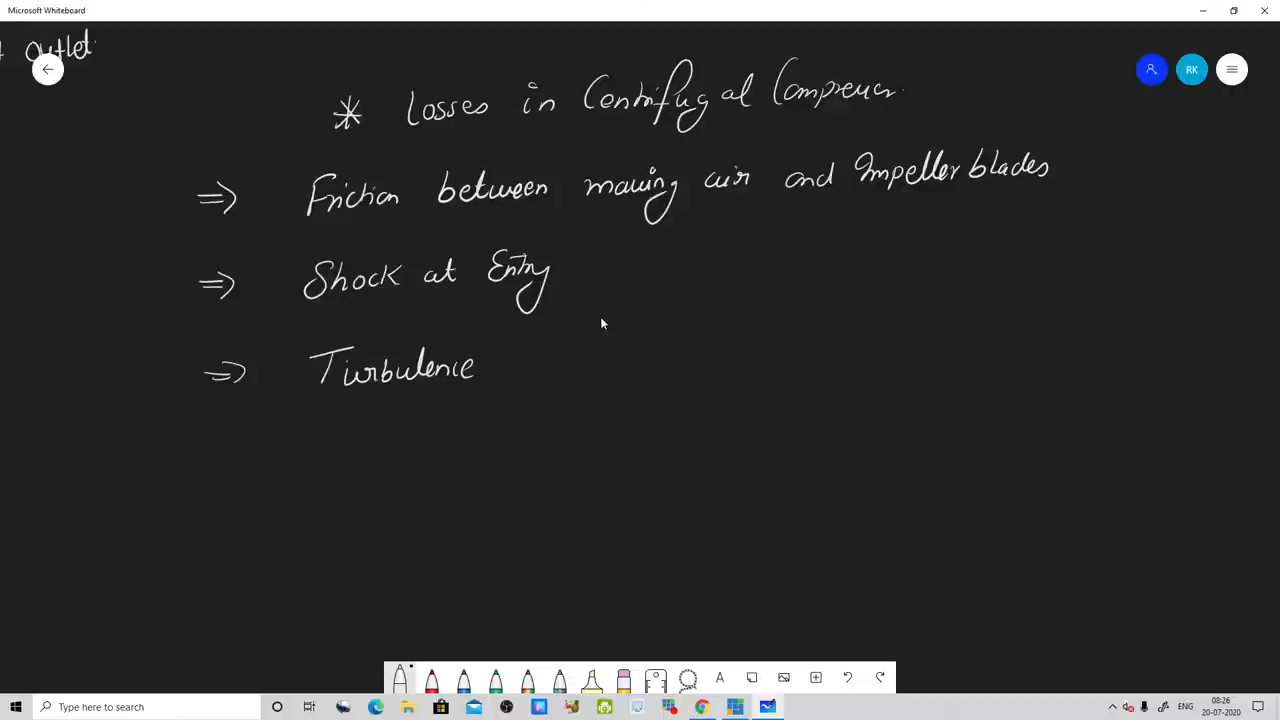 Microsoft Whiteboard
outlet
RK
* Losses in Centrifugal Compressor
⇒ Friction between moving air and Impeller blades
⇒ Shock at Entry
⇒ Turbulence
A
Type here to search
ENG
08:26
20-07-2020